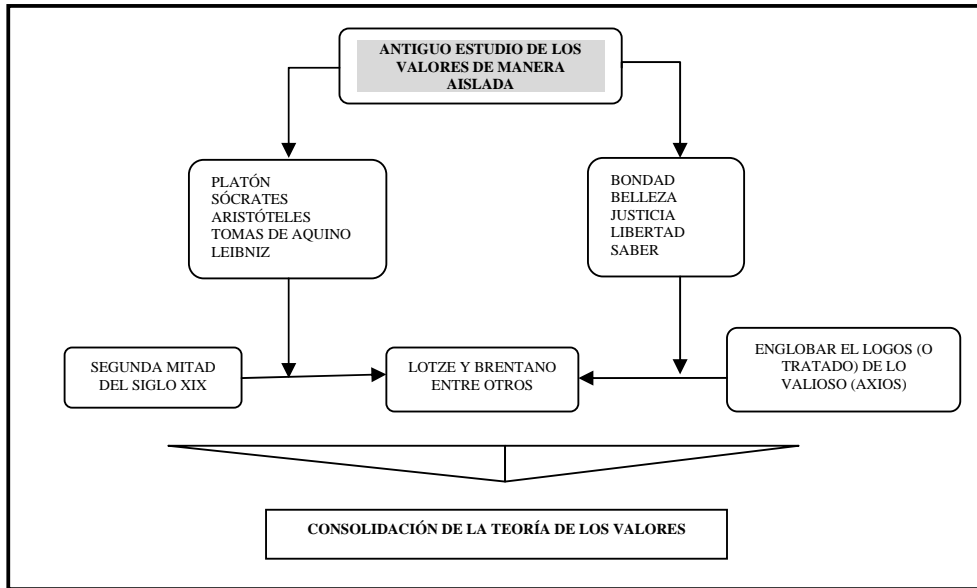 ANTIGUO ESTUDIO DE LOS
VALORES DE MANERA
AISLADA
PLATÓN
SÓCRATES
ARISTÓTELES
TOMAS DE AQUINO
LEIBNIZ
BONDAD
BELLEZA
JUSTICIA
LIBERTAD
SABER
SEGUNDA MITAD
DEL SIGLO XIX
LOTZE Y BRENTANO
ENTRE OTROS
ENGLOBAR EL LOGOS (O
TRATADO) DE LO
VALIOSO (AXIOS)
CONSOLIDACIÓN DE LA TEORÍA DE LOS VALORES